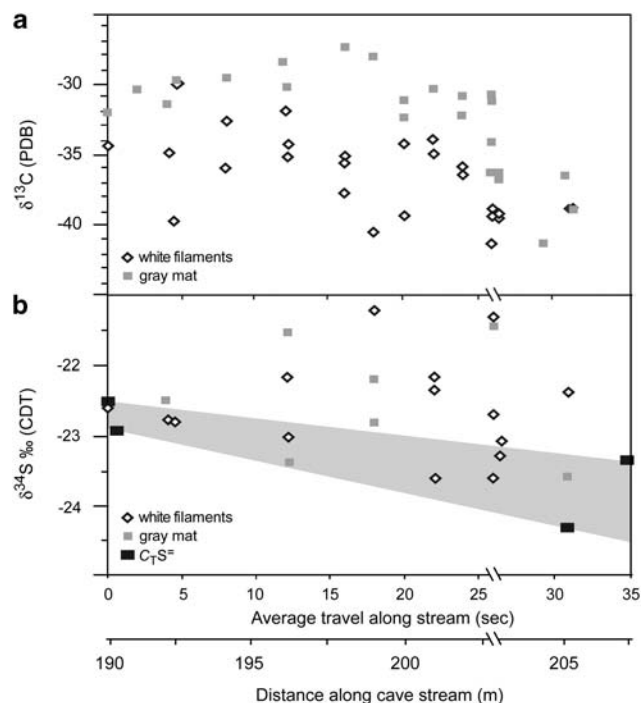 a
δ¹³C (PDB)
-30
-35
-40
white filaments
gray mat
b
δ³⁴S ‰ (CDT)
-22
-23
-24
white filaments
gray mat
CTS=
0 5 10 15 20 25 30 35
Average travel along stream (sec)
190 195 200 205
Distance along cave stream (m)